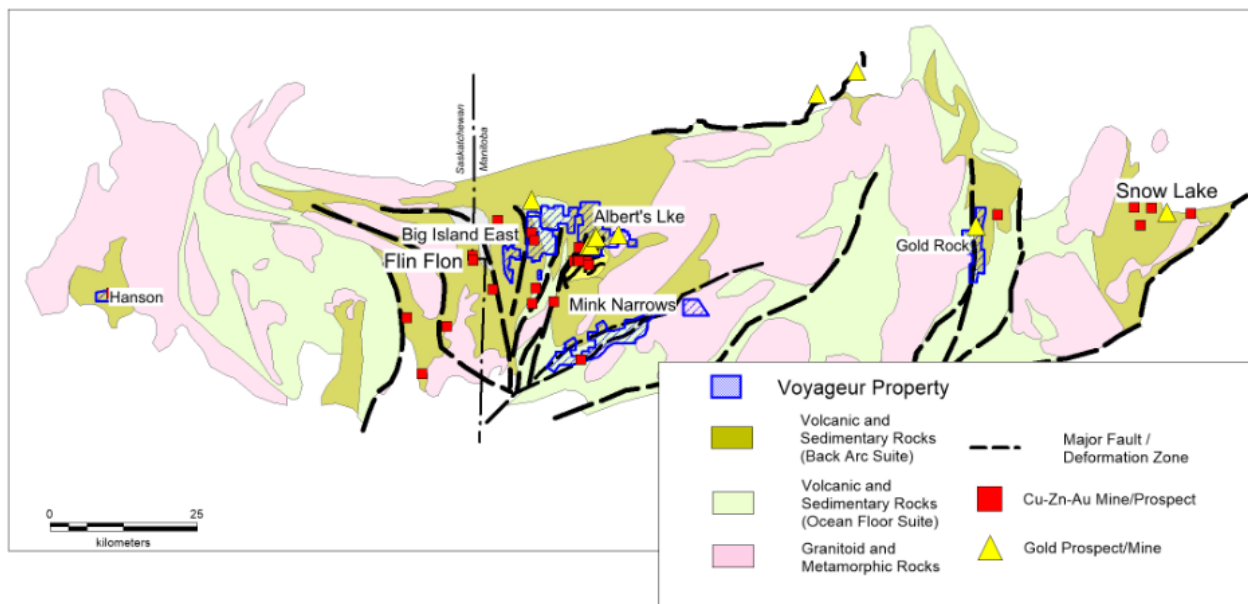 Saskatchewan
Manitoba
Albert's Lke
Big Island East
Flin Flon
Hanson
Mink Narrows
Gold Rock
Snow Lake
0 25
kilometers
Voyageur Property
Volcanic and
Sedimentary Rocks
(Back Arc Suite)
Major Fault /
Deformation Zone
Volcanic and
Sedimentary Rocks
(Ocean Floor Suite)
Cu-Zn-Au Mine/Prospect
Granitoid and
Metamorphic Rocks
Gold Prospect/Mine